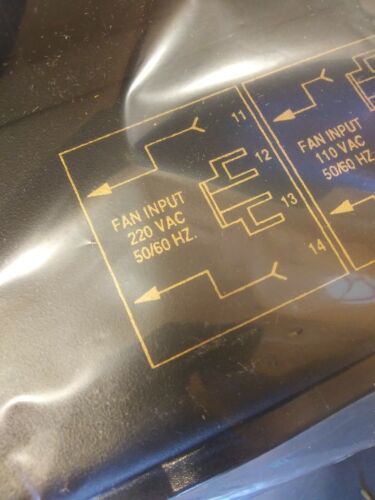 11
12
FAN INPUT
220 VAC
50/60 HZ.
13
14
FAN INPUT
110 VAC
50/60 HZ.